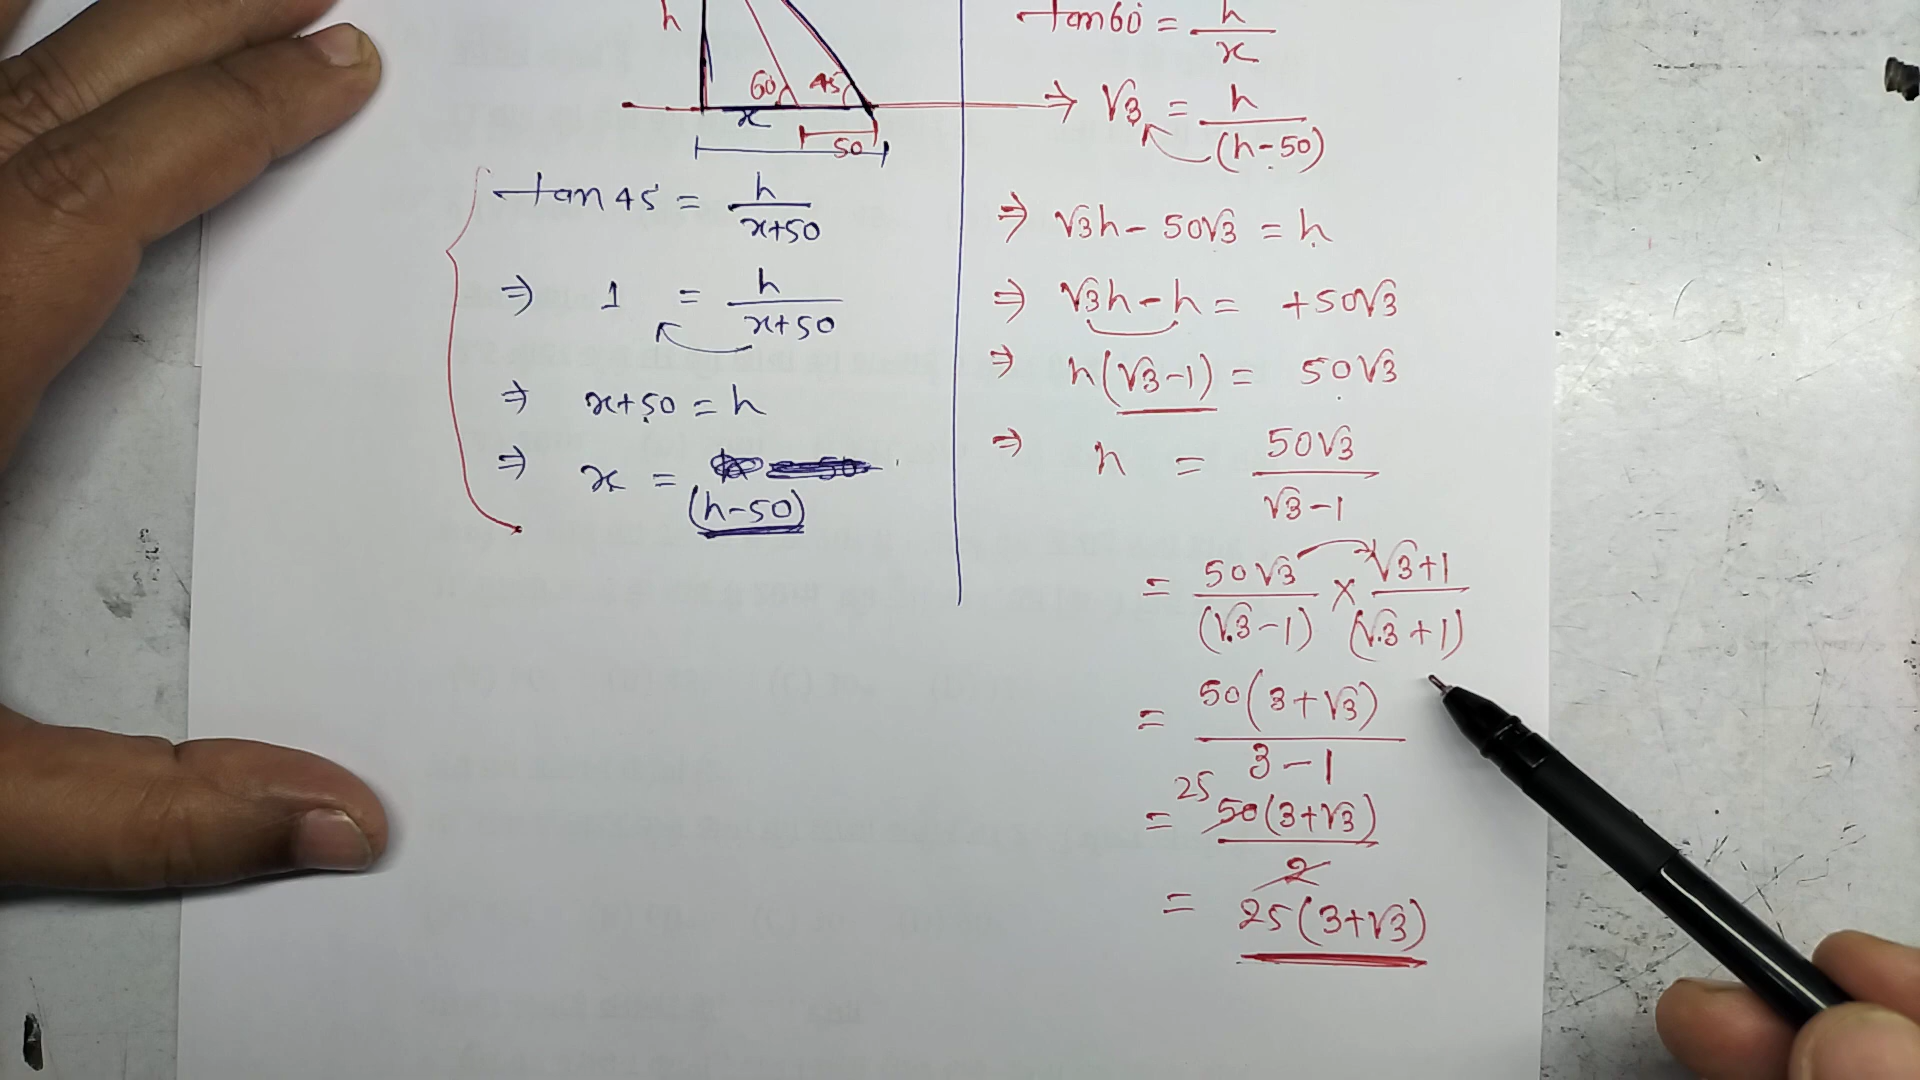 h
60 45
x
50
tan 45 = h/(x+50)
⇒ 1 = h/(x+50)
⇒ x+50 = h
⇒ x =
(h-50)
tan60° = h/x
⇒ √3 = h/(h-50)
⇒ √3h - 50√3 = h
⇒ √3h - h = +50√3
⇒ h(√3-1) = 50√3
⇒ h = 50√3/(√3-1)
= 50√3/(√3-1) × √3+1/(√3+1)
= 50(3+√3)/(3-1)
= 25 50(3+√3)/2
= 25(3+√3)